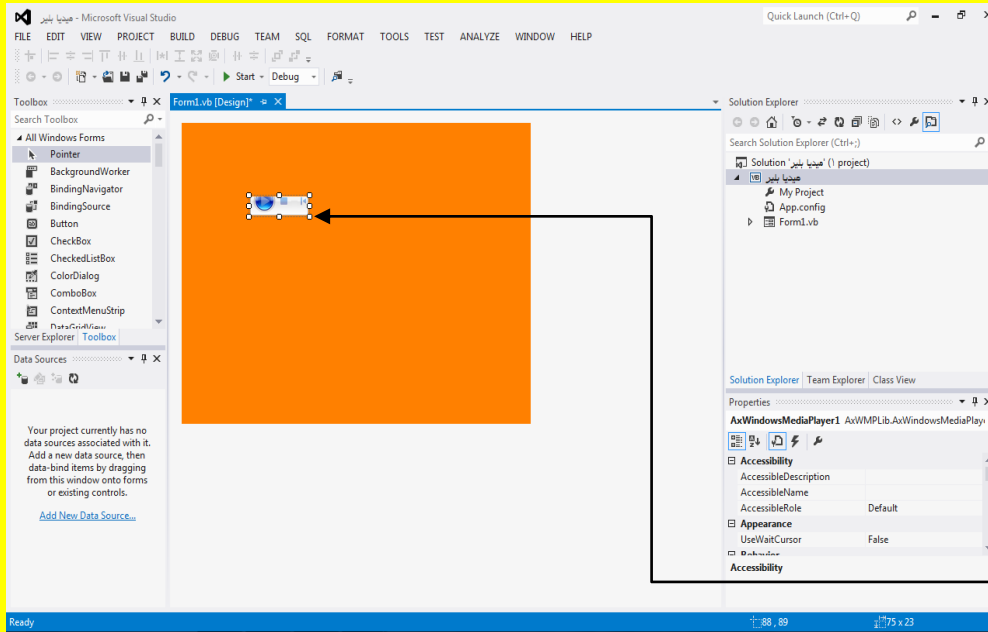 ميديا بلير - Microsoft Visual Studio
Quick Launch (Ctrl+Q)
FILE EDIT VIEW PROJECT BUILD DEBUG TEAM SQL FORMAT TOOLS TEST ANALYZE WINDOW HELP
Start Debug
Toolbox
Search Toolbox
All Windows Forms
Pointer
BackgroundWorker
BindingNavigator
BindingSource
Button
CheckBox
CheckedListBox
ColorDialog
ComboBox
ContextMenuStrip
DataGridView
Server Explorer Toolbox
Data Sources
Your project currently has no
data sources associated with it.
Add a new data source, then
data-bind items by dragging
from this window onto forms
or existing controls.
Add New Data Source...
Form1.vb [Design]*
Solution Explorer
Search Solution Explorer (Ctrl+;)
Solution 'ميديا بلير' (١ project)
VB ميديا بلير
My Project
App.config
Form1.vb
Solution Explorer Team Explorer Class View
Properties
AxWindowsMediaPlayer1 AxWMPLib.AxWindowsMediaPlay
Accessibility
AccessibleDescription
AccessibleName
AccessibleRole Default
Appearance
UseWaitCursor False
Behavior
Accessibility
Ready
88 , 89
75 x 23